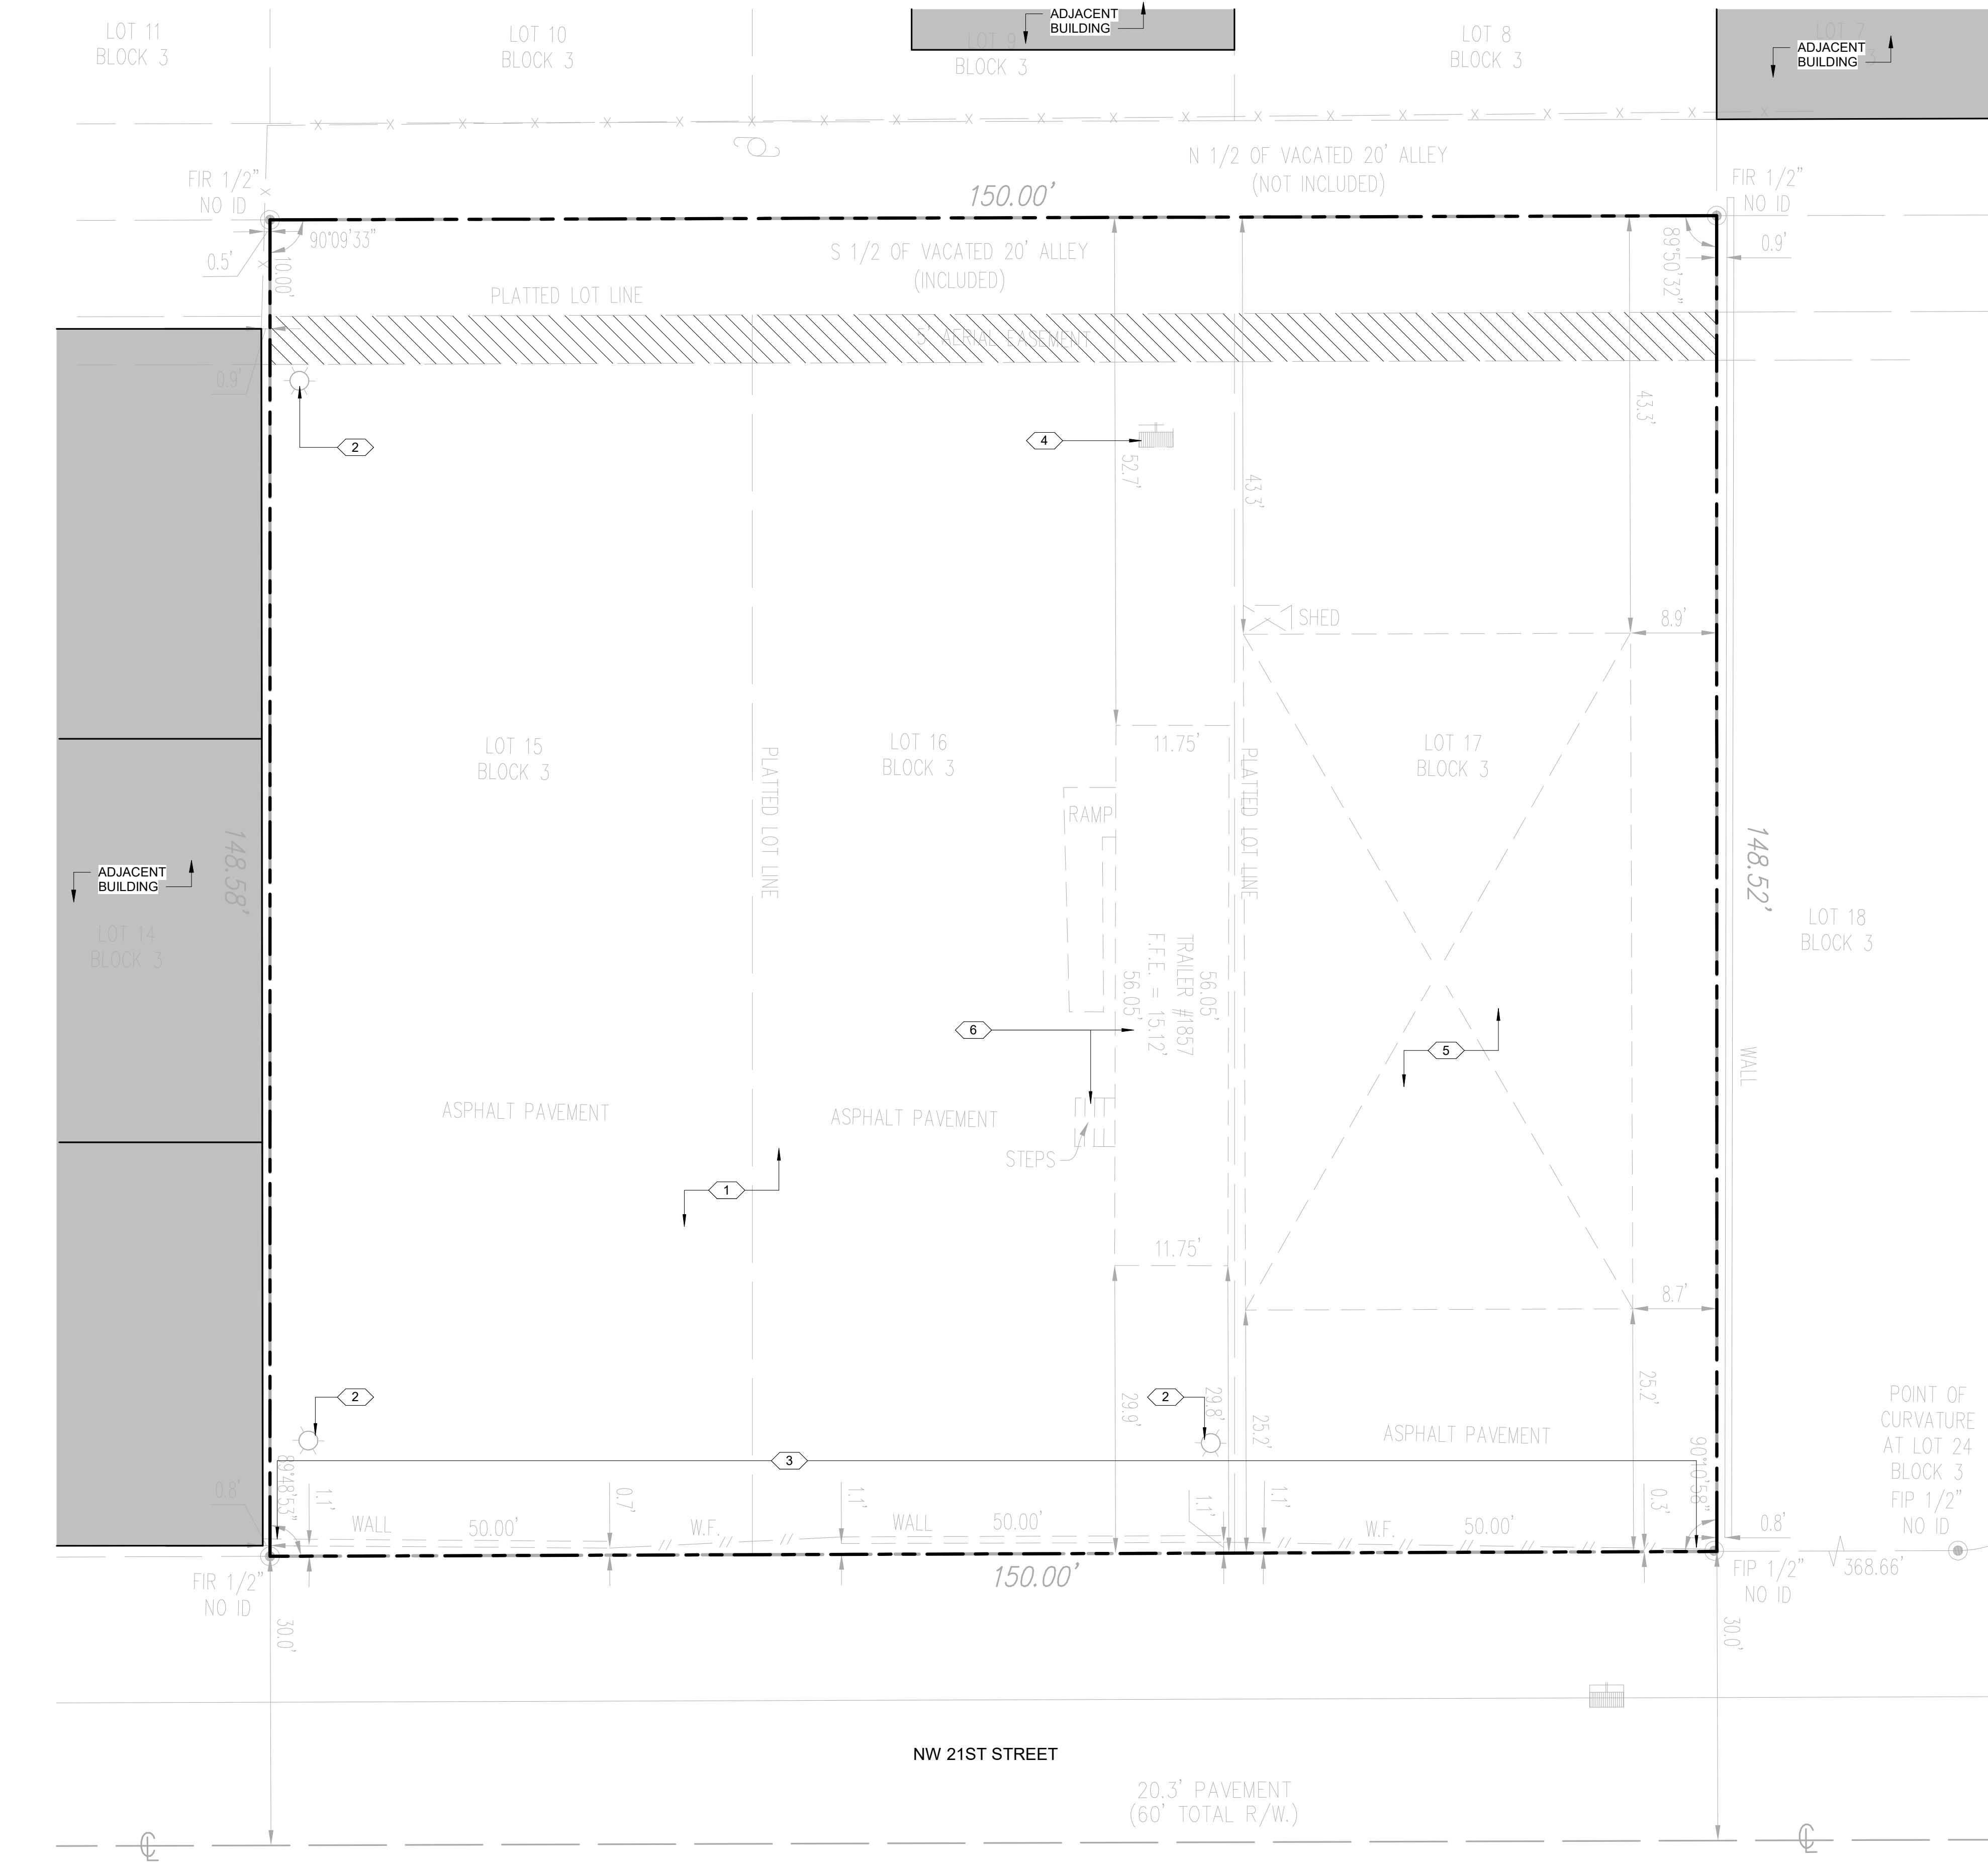 LOT 11
BLOCK 3
LOT 10
BLOCK 3
ADJACENT
BUILDING
LOT 9
BLOCK 3
LOT 8
BLOCK 3
LOT 7
ADJACENT
BUILDING
3
N 1/2 OF VACATED 20' ALLEY
(NOT INCLUDED)
FIR 1/2"
NO ID
150.00'
FIR 1/2"
NO ID
90°09'33"
0.5'
10.00'
S 1/2 OF VACATED 20' ALLEY
(INCLUDED)
89°50'32"
0.9'
PLATTED LOT LINE
5' AERIAL EASEMENT
0.9'
2
4
52.7'
43.3'
43.3'
SHED
8.9'
LOT 15
BLOCK 3
PLATTED LOT LINE
LOT 16
BLOCK 3
11.75'
PLATTED LOT LINE
LOT 17
BLOCK 3
RAMP
148.58'
148.52'
ADJACENT
BUILDING
LOT 14
BLOCK 3
LOT 18
BLOCK 3
56.05'
TRAILER #1857
F.F.E. = 15.12'
56.05'
6
5
WALL
ASPHALT PAVEMENT
ASPHALT PAVEMENT
STEPS
1
11.75'
8.7'
2
29.9'
2
29.8'
25.2'
25.2'
ASPHALT PAVEMENT
POINT OF
CURVATURE
AT LOT 24
BLOCK 3
FIP 1/2"
NO ID
3
0.8'
89°48'53"
1.1'
0.7'
1.1'
1.1'
1.1'
0.3'
90°10'58"
WALL
50.00'
W.F.
WALL
50.00'
W.F.
50.00'
0.8'
FIR 1/2"
NO ID
150.00'
FIP 1/2"
NO ID
368.66'
30.0'
30.0'
NW 21ST STREET
20.3' PAVEMENT
(60' TOTAL R/W.)